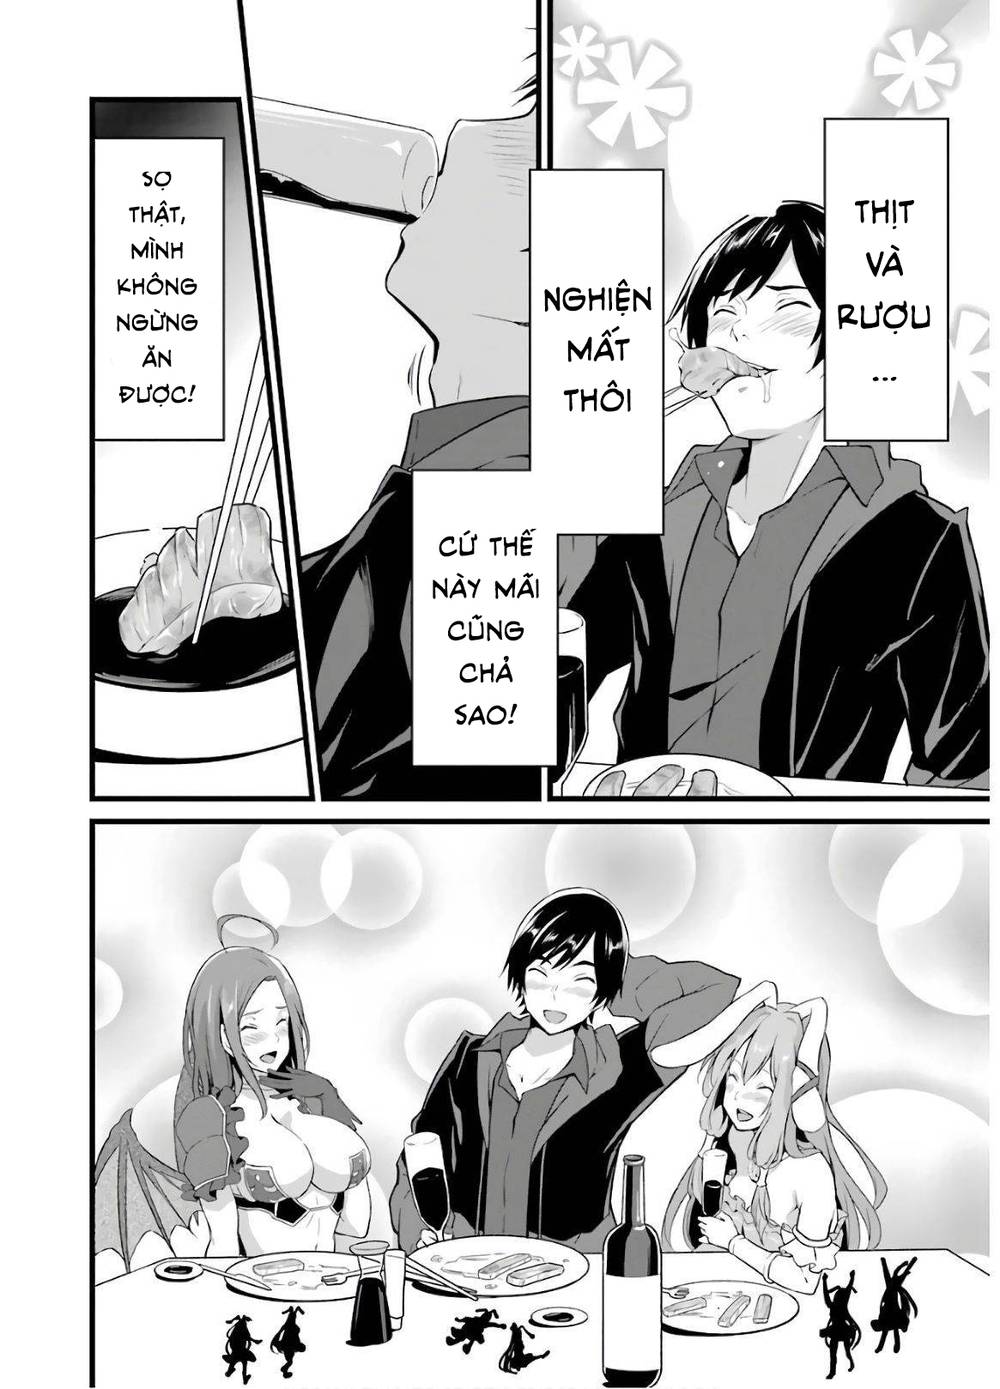 THỊT
VÀ
RƯỢU
...
NGHIỆN
MẤT
THÔI
CỨ THẾ
NÀY MÃI
CŨNG
CHẢ
SAO!
SỢ
THẬT,
MÌNH
KHÔNG
NGỪNG
ĂN
ĐƯỢC!